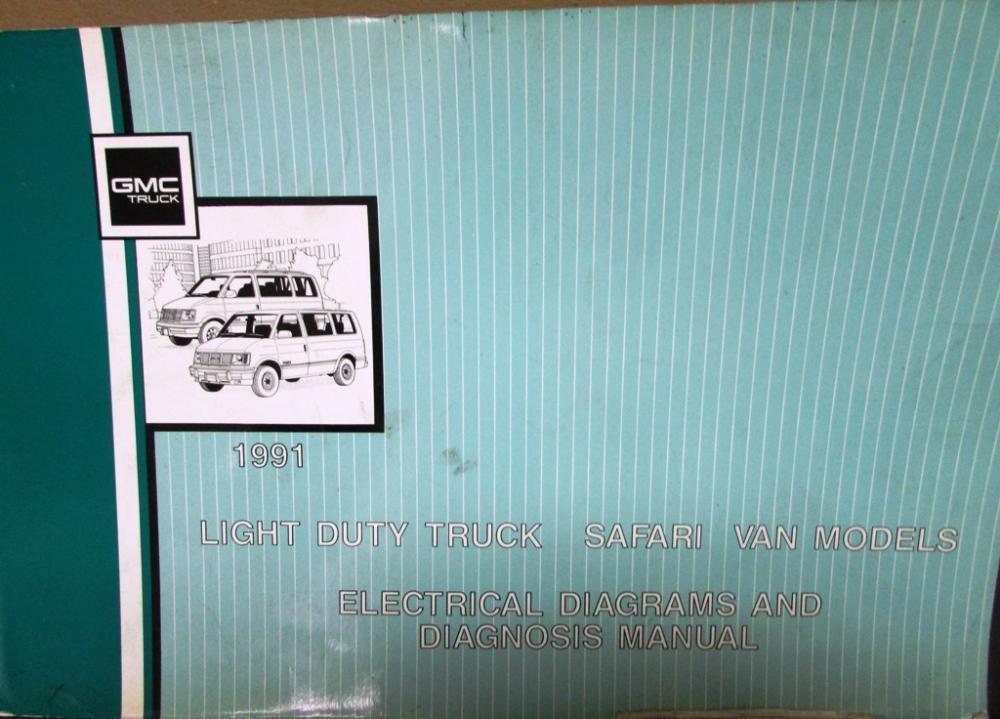 GMC
TRUCK
1991
LIGHT DUTY TRUCK SAFARI VAN MODELS
ELECTRICAL DIAGRAMS AND
DIAGNOSIS MANUAL